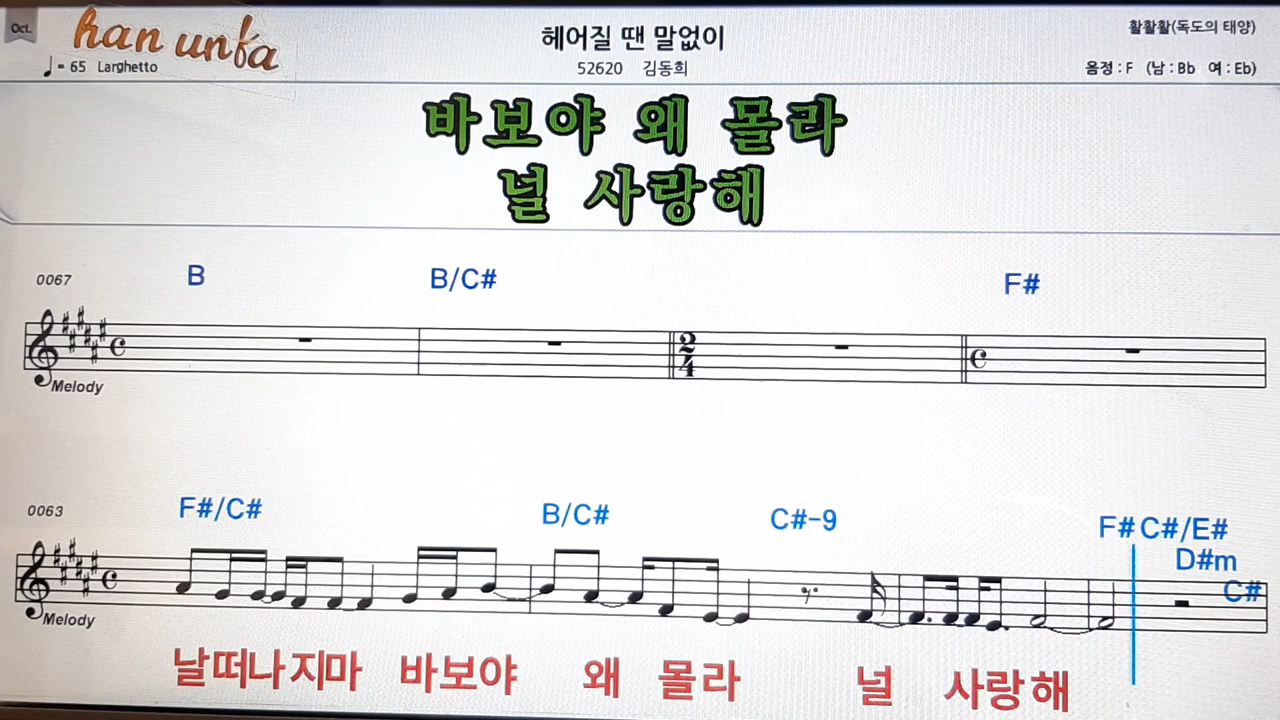 Oct.
han unfa
헤어질 땐 말없이
활활활(독도의 태양)
♩= 65 Larghetto
52620 김동희
음정 : F (남 : Bb 여 : Eb)
바보야 왜 몰라
널 사랑해
0067
B B/C# F#
2
4
Melody
0063
F#/C# B/C# C#-9 F# C#/E#
D#m
C#
Melody
날떠나지마 바보야 왜 몰라 널 사랑해